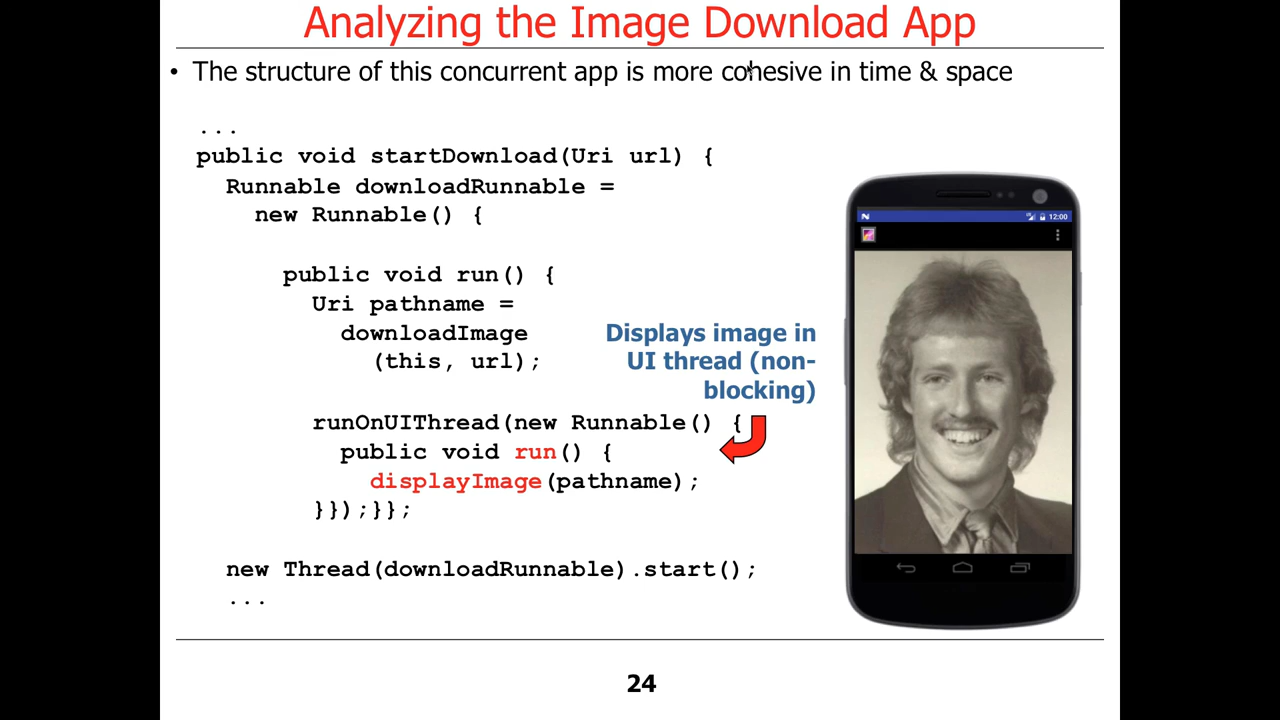 Analyzing the Image Download App
• The structure of this concurrent app is more cohesive in time & space
...
public void startDownload(Uri url) {
Runnable downloadRunnable =
new Runnable() {
public void run() {
Uri pathname =
downloadImage
(this, url);
Displays image in
UI thread (non-
blocking)
runOnUIThread(new Runnable() {
public void run() {
displayImage(pathname);
}});}};
new Thread(downloadRunnable).start();
...
12:00
24